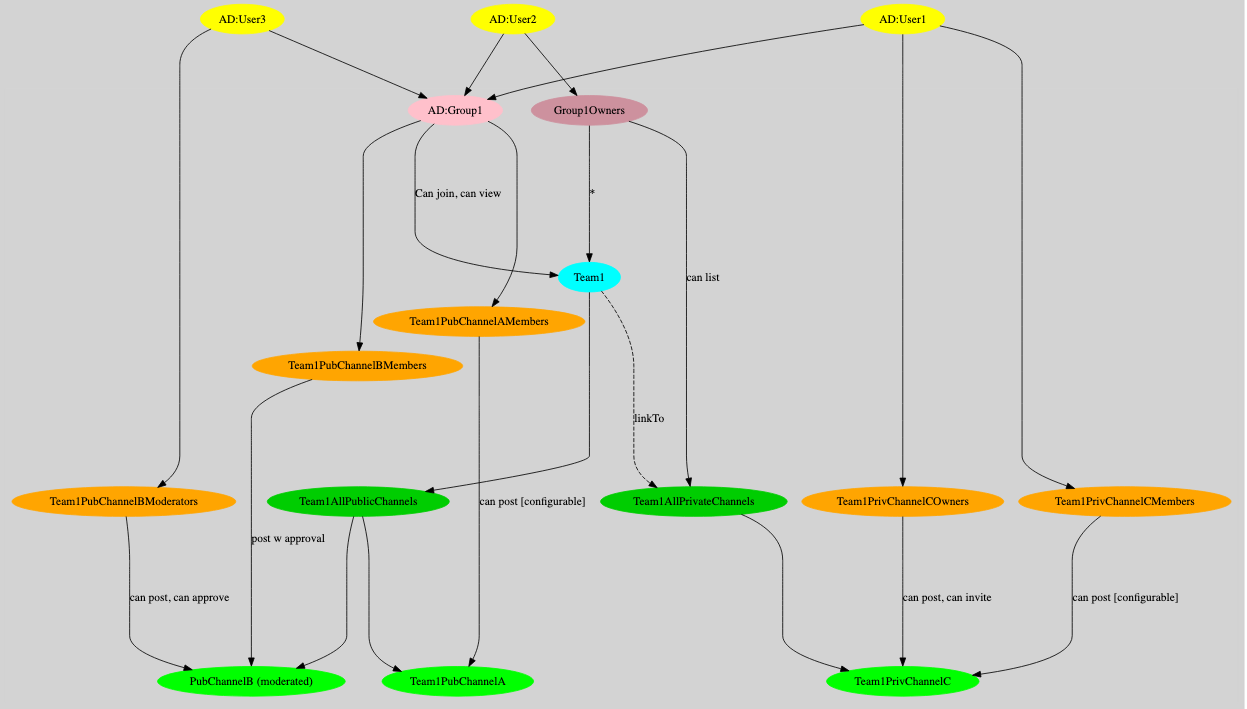 AD:User3
AD:User2
AD:User1
AD:Group1
Group1Owners
Can join, can view
*
Team1
can list
Team1PubChannelAMembers
Team1PubChannelBMembers
linkTo
Team1PubChannelBModerators
Team1AllPublicChannels
can post [configurable]
Team1AllPrivateChannels
Team1PrivChannelCOwners
Team1PrivChannelCMembers
post w approval
can post, can approve
can post, can invite
can post [configurable]
PubChannelB (moderated)
Team1PubChannelA
Team1PrivChannelC